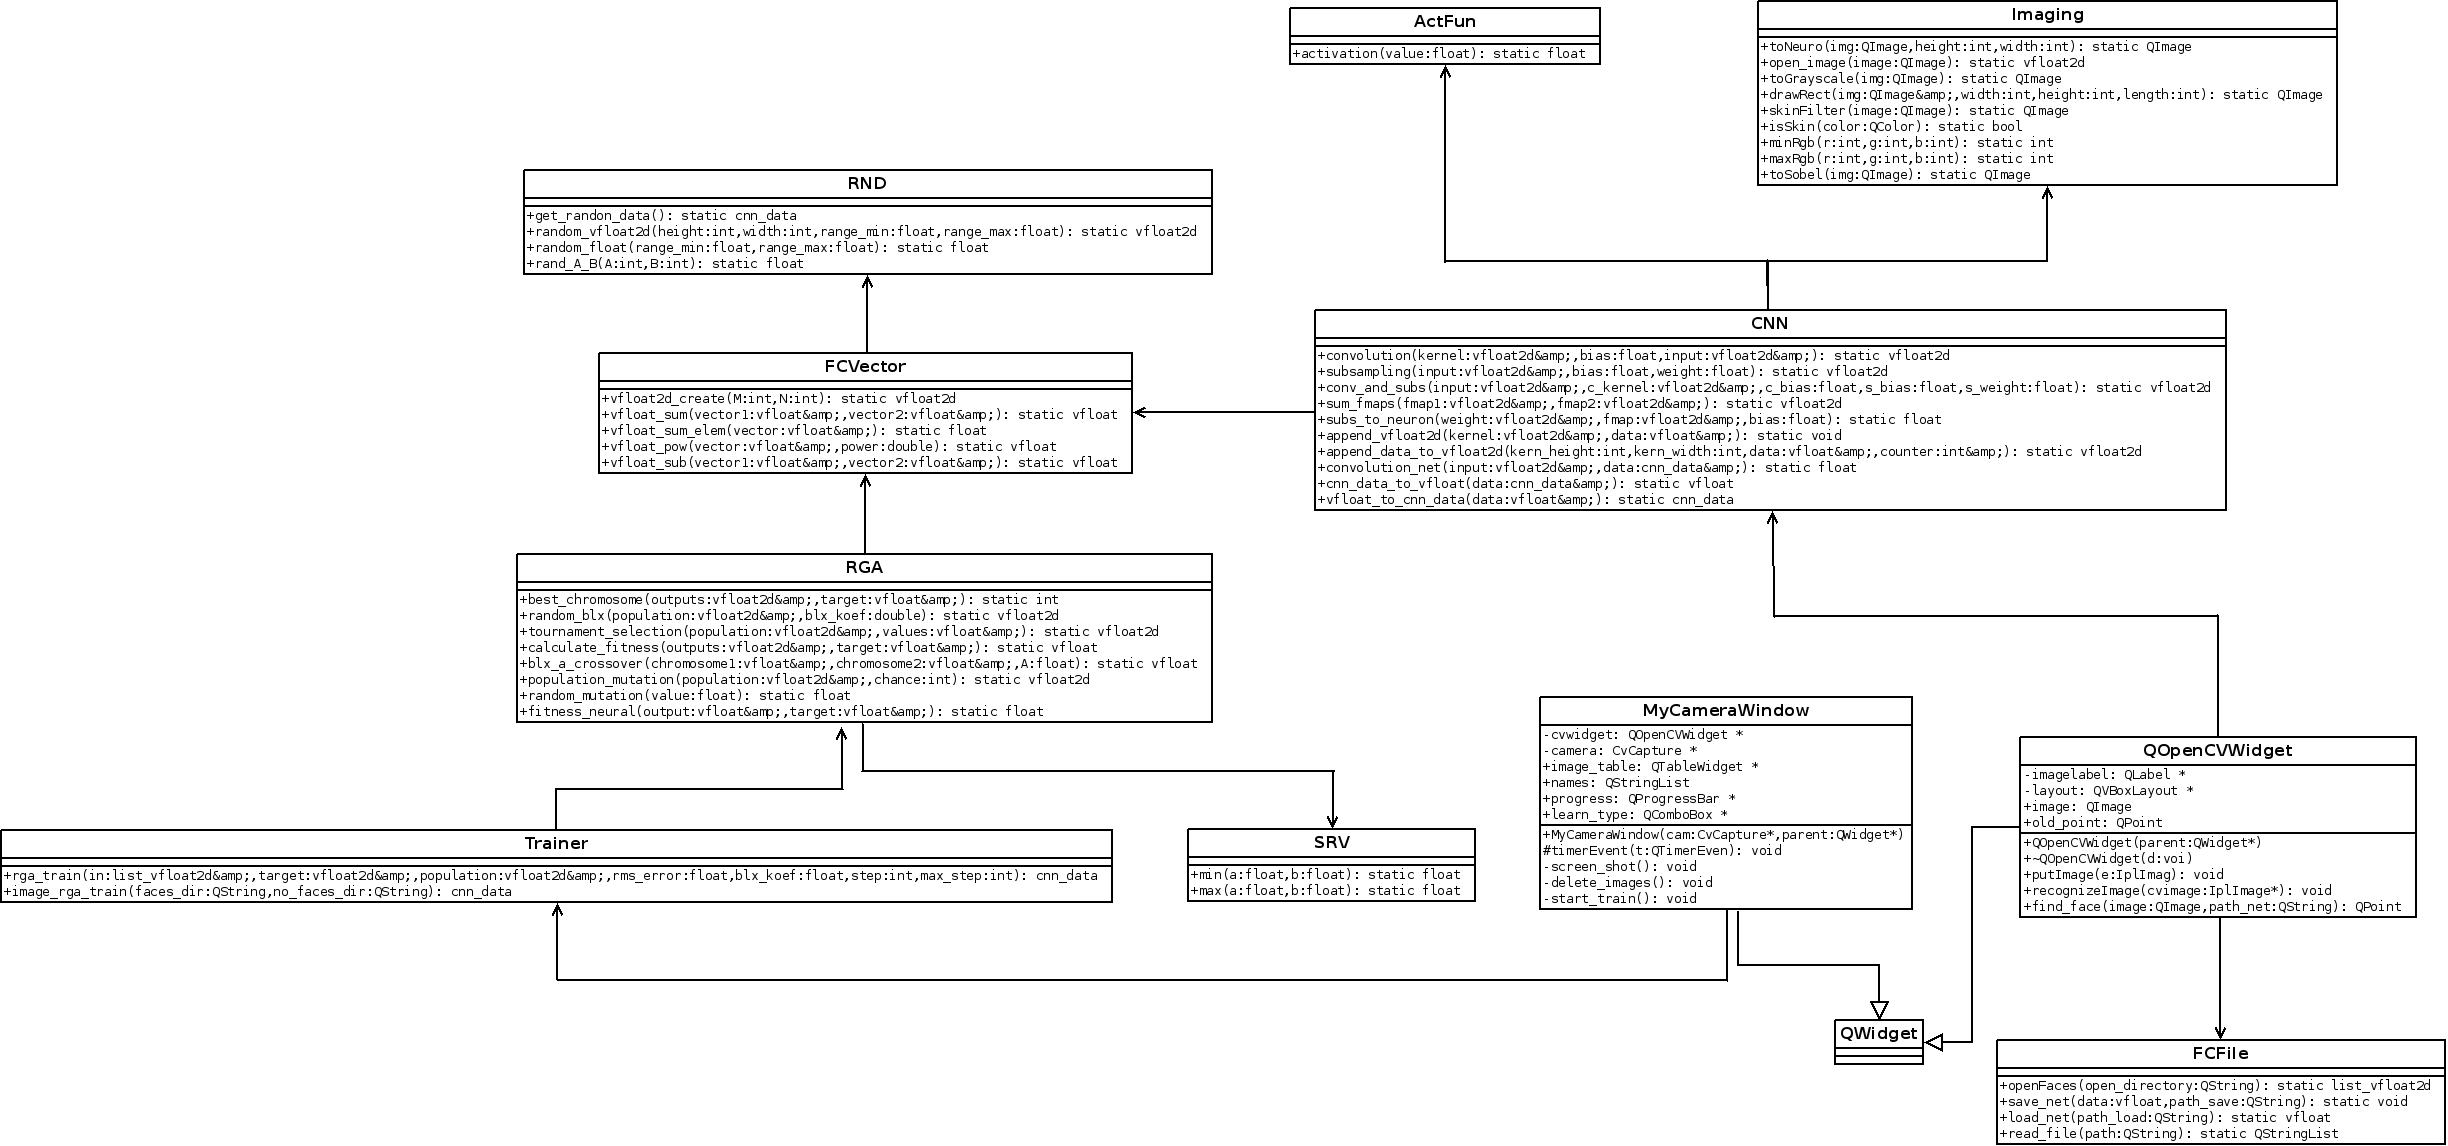 ActFun
+activation(value:float): static float
Imaging
+toNeuro(img:QImage,height:int,width:int): static QImage
+open_image(image:QImage): static vfloat2d
+toGrayscale(img:QImage): static QImage
+drawRect(img:QImage&amp;,width:int,height:int,length:int): static QImage
+skinFilter(image:QImage): static QImage
+isSkin(color:QColor): static bool
+minRgb(r:int,g:int,b:int): static int
+maxRgb(r:int,g:int,b:int): static int
+toSobel(img:QImage): static QImage
RND
+get_randon_data(): static cnn_data
+random_vfloat2d(height:int,width:int,range_min:float,range_max:float): static vfloat2d
+random_float(range_min:float,range_max:float): static float
+rand_A_B(A:int,B:int): static float
FCVector
+vfloat2d_create(M:int,N:int): static vfloat2d
+vfloat_sum(vector1:vfloat&amp;,vector2:vfloat&amp;): static vfloat
+vfloat_sum_elem(vector:vfloat&amp;): static float
+vfloat_pow(vector:vfloat&amp;,power:double): static vfloat
+vfloat_sub(vector1:vfloat&amp;,vector2:vfloat&amp;): static vfloat
CNN
+convolution(kernel:vfloat2d&amp;,bias:float,input:vfloat2d&amp;): static vfloat2d
+subsampling(input:vfloat2d&amp;,bias:float,weight:float): static vfloat2d
+conv_and_subs(input:vfloat2d&amp;,c_kernel:vfloat2d&amp;,c_bias:float,s_bias:float,s_weight:float): static vfloat2d
+sum_fmaps(fmap1:vfloat2d&amp;,fmap2:vfloat2d&amp;): static vfloat2d
+subs_to_neuron(weight:vfloat2d&amp;,fmap:vfloat2d&amp;,bias:float): static float
+append_vfloat2d(kernel:vfloat2d&amp;,data:vfloat&amp;): static void
+append_data_to_vfloat2d(kern_height:int,kern_width:int,data:vfloat&amp;,counter:int&amp;): static vfloat2d
+convolution_net(input:vfloat2d&amp;,data:cnn_data&amp;): static float
+cnn_data_to_vfloat(data:cnn_data&amp;): static vfloat
+vfloat_to_cnn_data(data:vfloat&amp;): static cnn_data
RGA
+best_chromosome(outputs:vfloat2d&amp;,target:vfloat&amp;): static int
+random_blx(population:vfloat2d&amp;,blx_koef:double): static vfloat2d
+tournament_selection(population:vfloat2d&amp;,values:vfloat&amp;): static vfloat2d
+calculate_fitness(outputs:vfloat2d&amp;,target:vfloat&amp;): static vfloat
+blx_a_crossover(chromosome1:vfloat&amp;,chromosome2:vfloat&amp;,A:float): static vfloat
+population_mutation(population:vfloat2d&amp;,chance:int): static vfloat2d
+random_mutation(value:float): static float
+fitness_neural(output:vfloat&amp;,target:vfloat&amp;): static float
MyCameraWindow
-cvwidget: QOpenCVWidget *
-camera: CvCapture *
+image_table: QTableWidget *
+names: QStringList
+progress: QProgressBar *
+learn_type: QComboBox *
+MyCameraWindow(cam:CvCapture*,parent:QWidget*)
#timerEvent(t:QTimerEven): void
-screen_shot(): void
-delete_images(): void
-start_train(): void
QOpenCVWidget
-imagelabel: QLabel *
-layout: QVBoxLayout *
+image: QImage
+old_point: QPoint
+QOpenCVWidget(parent:QWidget*)
+~QOpenCVWidget(d:voi)
+putImage(e:IplImag): void
+recognizeImage(cvimage:IplImage*): void
+find_face(image:QImage,path_net:QString): QPoint
Trainer
+rga_train(in:list_vfloat2d&amp;,target:vfloat2d&amp;,population:vfloat2d&amp;,rms_error:float,blx_koef:float,step:int,max_step:int): cnn_data
+image_rga_train(faces_dir:QString,no_faces_dir:QString): cnn_data
SRV
+min(a:float,b:float): static float
+max(a:float,b:float): static float
QWidget
FCFile
+openFaces(open_directory:QString): static list_vfloat2d
+save_net(data:vfloat,path_save:QString): static void
+load_net(path_load:QString): static vfloat
+read_file(path:QString): static QStringList